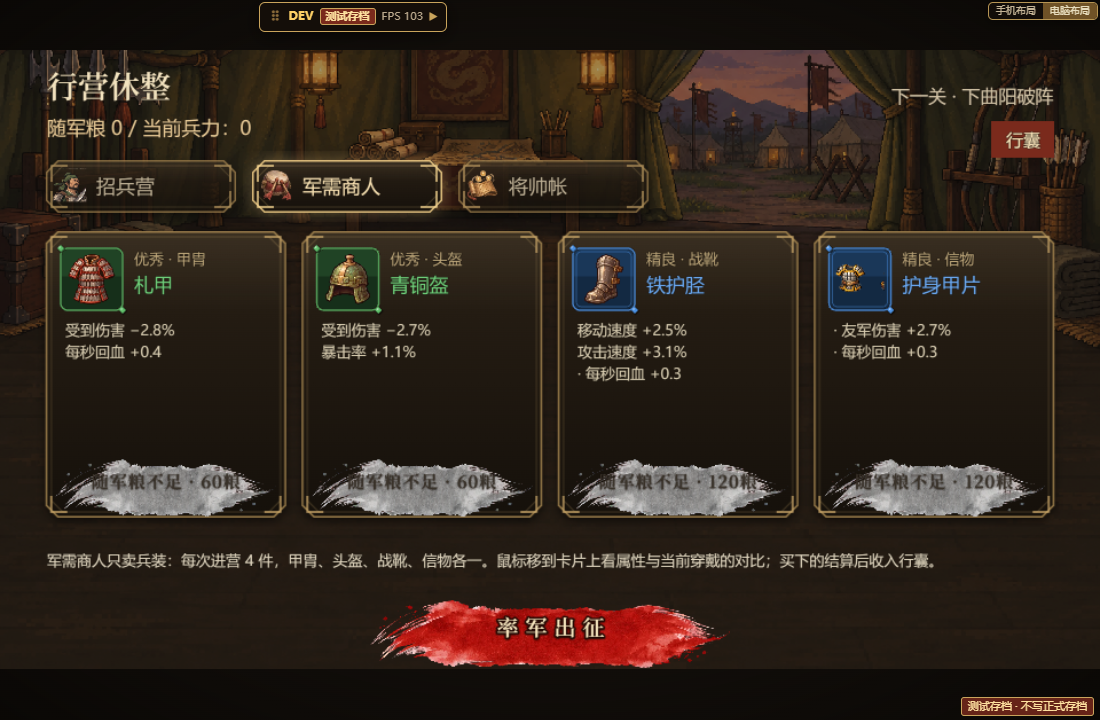 DEV 测试存档 FPS 103
手机布局 电脑布局
行营休整
随军粮 0 / 当前兵力：0
下一关 · 下曲阳破阵
行囊
招兵营
军需商人
将帅帐
优秀 · 甲胄
札甲
受到伤害 −2.8%
每秒回血 +0.4
随军粮不足 · 60粮
优秀 · 头盔
青铜盔
受到伤害 −2.7%
暴击率 +1.1%
随军粮不足 · 60粮
精良 · 战靴
铁护胫
移动速度 +2.5%
攻击速度 +3.1%
· 每秒回血 +0.3
随军粮不足 · 120粮
精良 · 信物
护身甲片
· 友军伤害 +2.7%
· 每秒回血 +0.3
随军粮不足 · 120粮
军需商人只卖兵装：每次进营 4 件，甲胄、头盔、战靴、信物各一。鼠标移到卡片上看属性与当前穿戴的对比；买下的结算后收入行囊。
率军出征
测试存档 · 不写正式存档